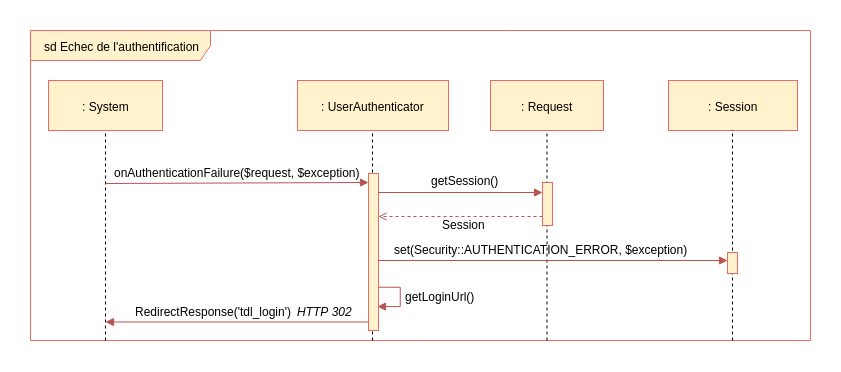 sd Echec de l'authentification
: System
: UserAuthenticator
: Request
: Session
onAuthenticationFailure($request, $exception)
getSession()
Session
set(Security::AUTHENTICATION_ERROR, $exception)
getLoginUrl()
RedirectResponse('tdl_login') HTTP 302